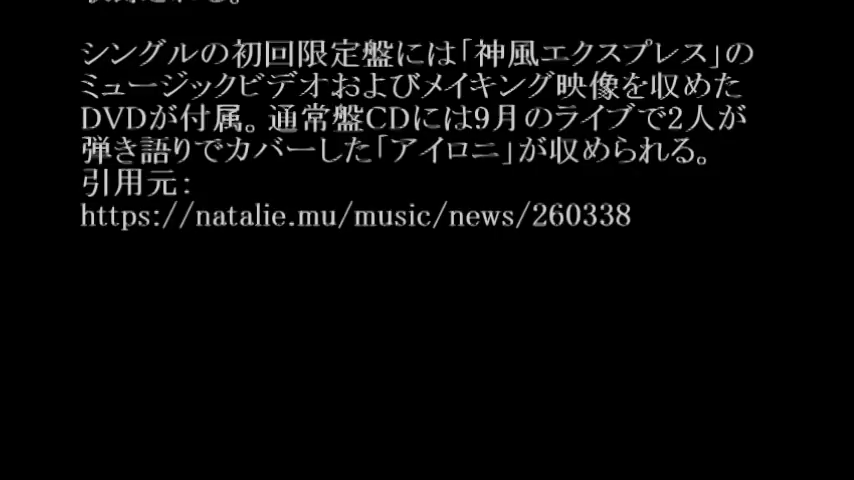 シングルの初回限定盤には「神風エクスプレス」の
ミュージックビデオおよびメイキング映像を収めた
DVDが付属。通常盤CDには9月のライブで2人が
弾き語りでカバーした「アイロニ」が収められる。
引用元:
https://natalie.mu/music/news/260338